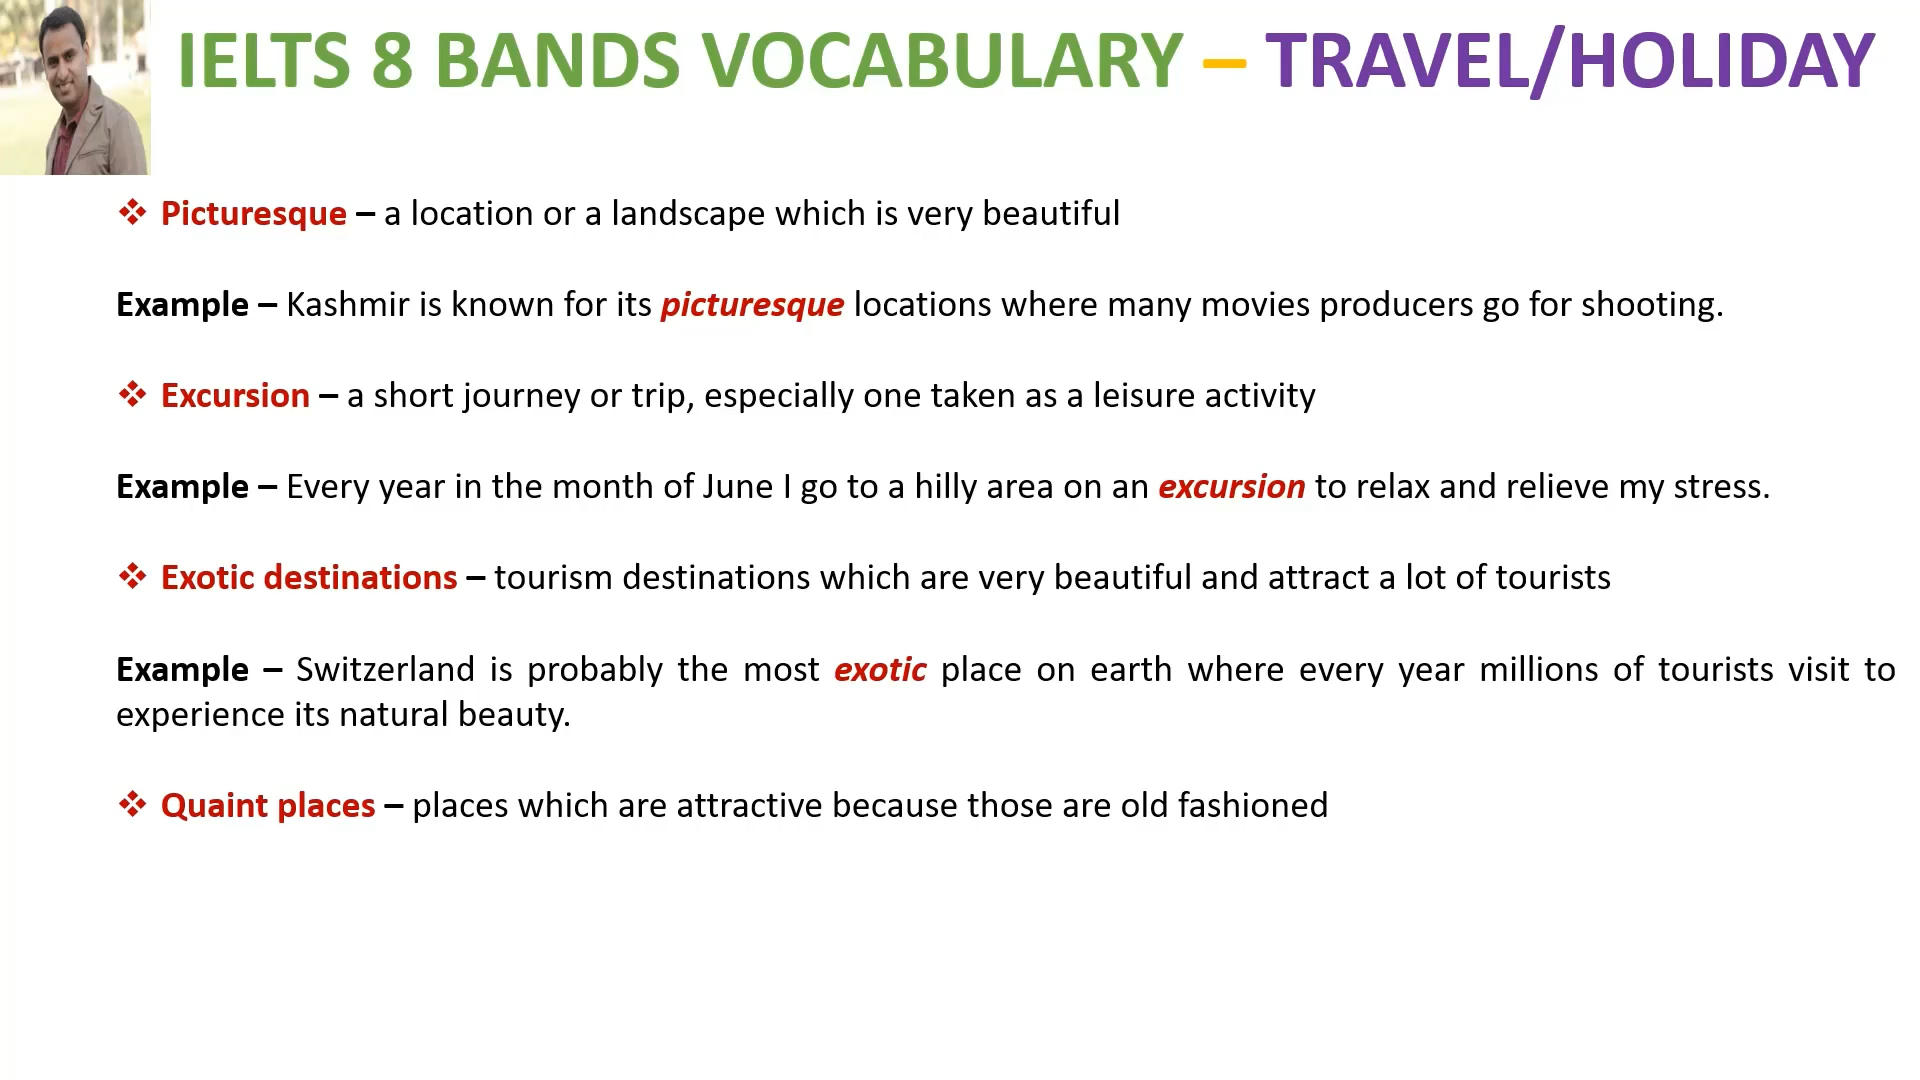 IELTS 8 BANDS VOCABULARY – TRAVEL/HOLIDAY
❖ Picturesque – a location or a landscape which is very beautiful
Example – Kashmir is known for its picturesque locations where many movies producers go for shooting.
❖ Excursion – a short journey or trip, especially one taken as a leisure activity
Example – Every year in the month of June I go to a hilly area on an excursion to relax and relieve my stress.
❖ Exotic destinations – tourism destinations which are very beautiful and attract a lot of tourists
Example – Switzerland is probably the most exotic place on earth where every year millions of tourists visit to
experience its natural beauty.
❖ Quaint places – places which are attractive because those are old fashioned